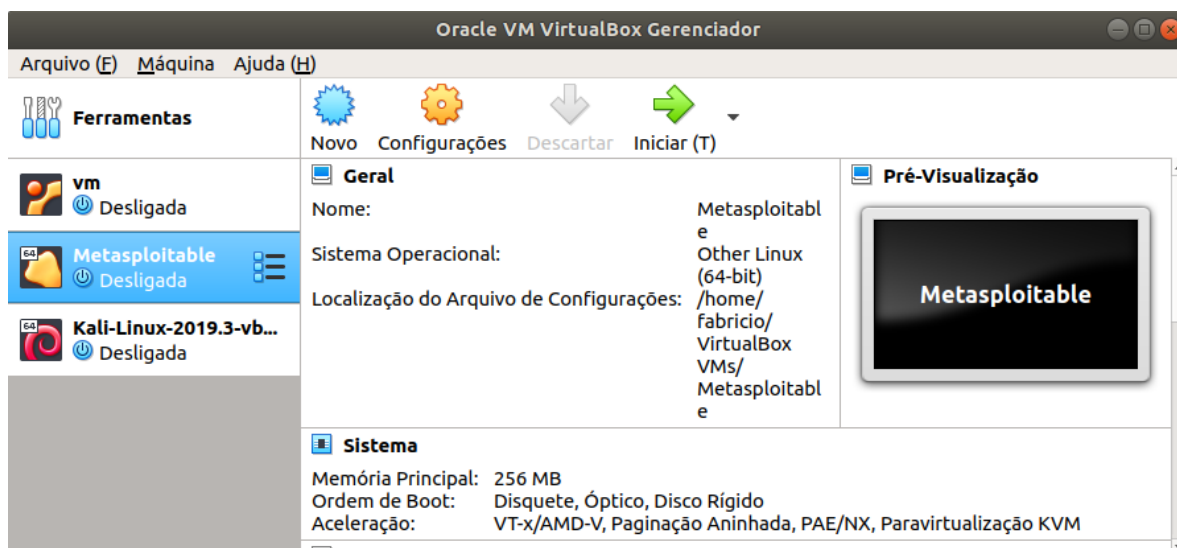 Oracle VM VirtualBox Gerenciador
Arquivo (F) Máquina Ajuda (H)
Ferramentas
Novo Configurações Descartar Iniciar (T)
vm
Desligada
64
Metasploitable
Desligada
64
Kali-Linux-2019.3-vb...
Desligada
Geral
Nome: Metasploitabl
e
Sistema Operacional: Other Linux
(64-bit)
Localização do Arquivo de Configurações: /home/
fabricio/
VirtualBox
VMs/
Metasploitabl
e
Pré-Visualização
Metasploitable
Sistema
Memória Principal: 256 MB
Ordem de Boot: Disquete, Óptico, Disco Rígido
Aceleração: VT-x/AMD-V, Paginação Aninhada, PAE/NX, Paravirtualização KVM